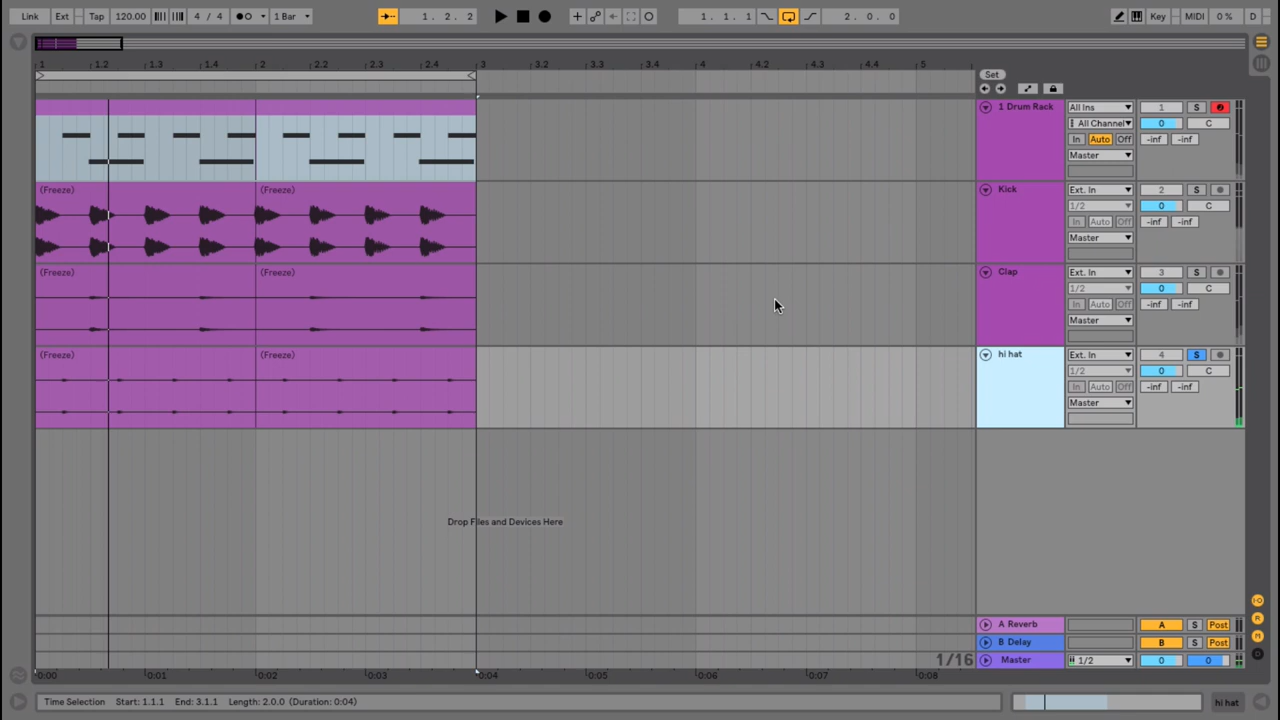 Link Ext Tap 120.00 4 / 4 1 Bar 1. 2. 2 1. 1. 1 2. 0. 0 Key MIDI 0 % D
1 1.2 1.3 1.4 2 2.2 2.3 2.4 3 3.2 3.3 3.4 4 4.2 4.3 4.4 5
Set
1 Drum Rack All Ins 1 S
All Channel 0 C
In Auto Off -inf -inf
Master
(Freeze) (Freeze) Kick Ext. In 2 S
1/2 0 C
In Auto Off -inf -inf
Master
(Freeze) (Freeze) Clap Ext. In 3 S
1/2 0 C
In Auto Off -inf -inf
Master
(Freeze) (Freeze) hi hat Ext. In 4 S
1/2 0 C
In Auto Off -inf -inf
Master
Drop Files and Devices Here
A Reverb A S Post
B Delay B S Post
1/16 Master 1/2 0 0
0:00 0:01 0:02 0:03 0:04 0:05 0:06 0:07 0:08
Time Selection Start: 1.1.1 End: 3.1.1 Length: 2.0.0 (Duration: 0:04) hi hat